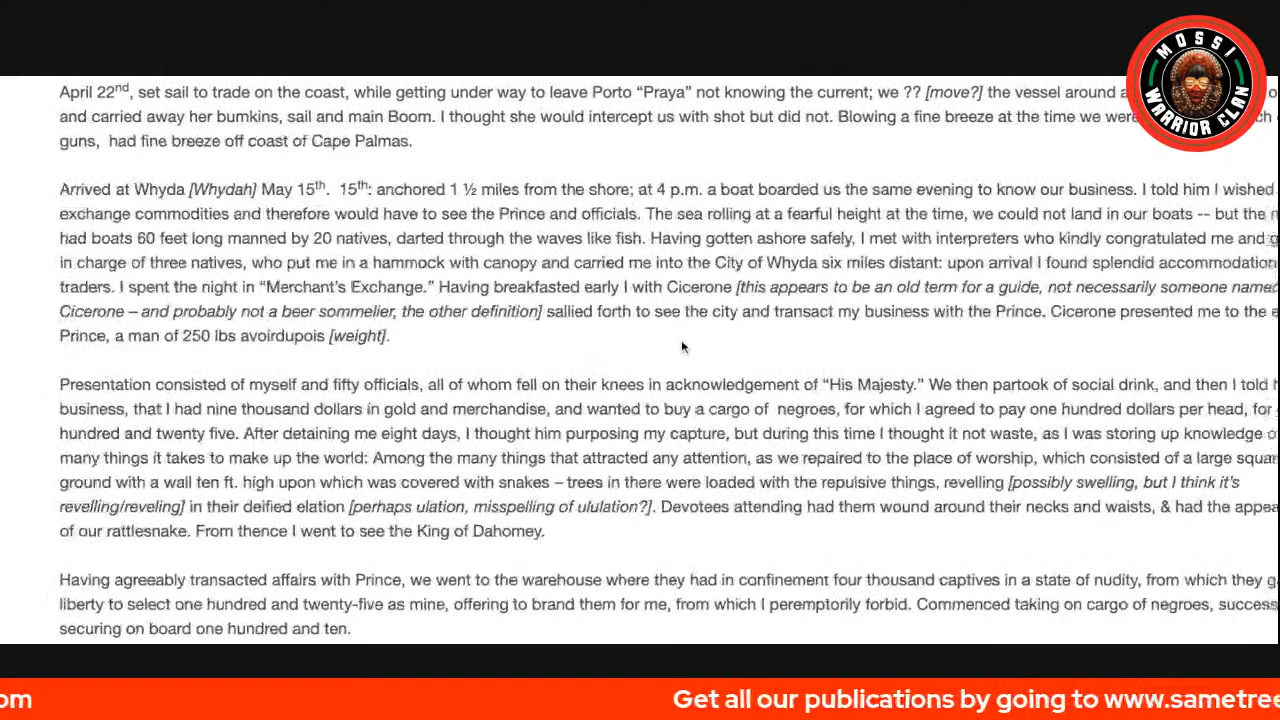 MOSSI
WARRIOR CLAN
April 22nd, set sail to trade on the coast, while getting under way to leave Porto “Praya” not knowing the current; we ?? [move?] the vessel around
and carried away her bumkins, sail and main Boom. I thought she would intercept us with shot but did not. Blowing a fine breeze at the time we were
guns, had fine breeze off coast of Cape Palmas.
Arrived at Whyda [Whydah] May 15th. 15th: anchored 1 ½ miles from the shore; at 4 p.m. a boat boarded us the same evening to know our business. I told him I wished
exchange commodities and therefore would have to see the Prince and officials. The sea rolling at a fearful height at the time, we could not land in our boats -- but the
had boats 60 feet long manned by 20 natives, darted through the waves like fish. Having gotten ashore safely, I met with interpreters who kindly congratulated me and
in charge of three natives, who put me in a hammock with canopy and carried me into the City of Whyda six miles distant: upon arrival I found splendid accommodation
traders. I spent the night in “Merchant’s Exchange.” Having breakfasted early I with Cicerone [this appears to be an old term for a guide, not necessarily someone named
Cicerone – and probably not a beer sommelier, the other definition] sallied forth to see the city and transact my business with the Prince. Cicerone presented me to the
Prince, a man of 250 lbs avoirdupois [weight].
Presentation consisted of myself and fifty officials, all of whom fell on their knees in acknowledgement of “His Majesty.” We then partook of social drink, and then I told
business, that I had nine thousand dollars in gold and merchandise, and wanted to buy a cargo of negroes, for which I agreed to pay one hundred dollars per head, for
hundred and twenty five. After detaining me eight days, I thought him purposing my capture, but during this time I thought it not waste, as I was storing up knowledge
many things it takes to make up the world: Among the many things that attracted any attention, as we repaired to the place of worship, which consisted of a large
ground with a wall ten ft. high upon which was covered with snakes – trees in there were loaded with the repulsive things, revelling [possibly swelling, but I think it’s
revelling/reveling] in their deified elation [perhaps ulation, misspelling of ululation?]. Devotees attending had them wound around their necks and waists, & had the
of our rattlesnake. From thence I went to see the King of Dahomey.
Having agreeably transacted affairs with Prince, we went to the warehouse where they had in confinement four thousand captives in a state of nudity, from which they
liberty to select one hundred and twenty-five as mine, offering to brand them for me, from which I peremptorily forbid. Commenced taking on cargo of negroes,
securing on board one hundred and ten.
om Get all our publications by going to www.sametree